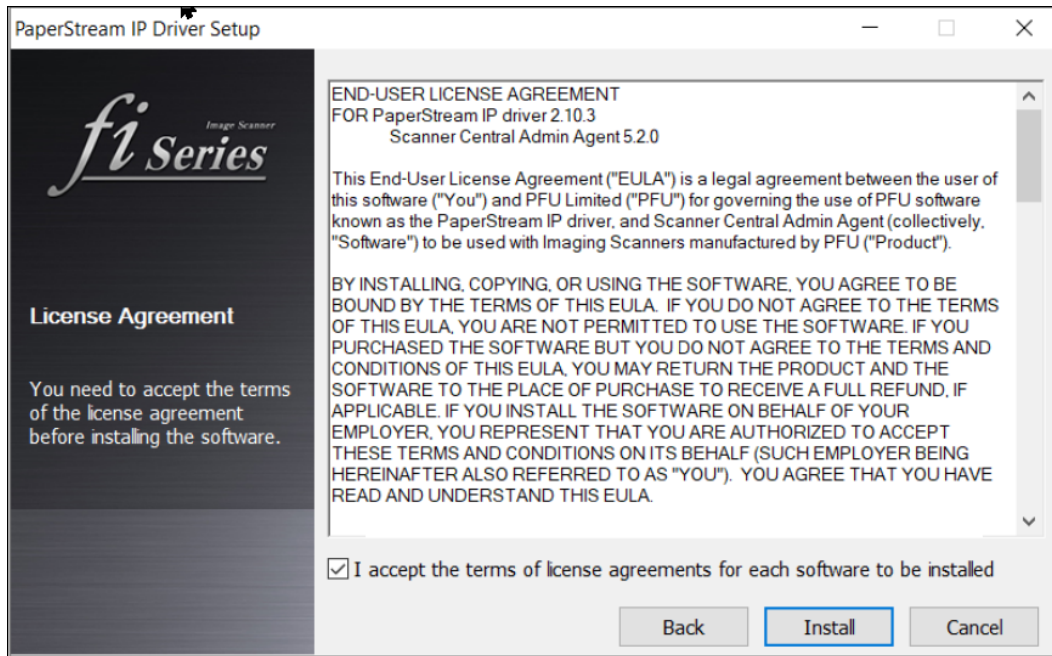 PaperStream IP Driver Setup
fi Series
Image Scanner
License Agreement
You need to accept the terms
of the license agreement
before installing the software.
END-USER LICENSE AGREEMENT
FOR PaperStream IP driver 2.10.3
Scanner Central Admin Agent 5.2.0
This End-User License Agreement ("EULA") is a legal agreement between the user of
this software ("You") and PFU Limited ("PFU") for governing the use of PFU software
known as the PaperStream IP driver, and Scanner Central Admin Agent (collectively,
"Software") to be used with Imaging Scanners manufactured by PFU ("Product").
BY INSTALLING, COPYING, OR USING THE SOFTWARE, YOU AGREE TO BE
BOUND BY THE TERMS OF THIS EULA.  IF YOU DO NOT AGREE TO THE TERMS
OF THIS EULA, YOU ARE NOT PERMITTED TO USE THE SOFTWARE. IF YOU
PURCHASED THE SOFTWARE BUT YOU DO NOT AGREE TO THE TERMS AND
CONDITIONS OF THIS EULA, YOU MAY RETURN THE PRODUCT AND THE
SOFTWARE TO THE PLACE OF PURCHASE TO RECEIVE A FULL REFUND, IF
APPLICABLE. IF YOU INSTALL THE SOFTWARE ON BEHALF OF YOUR
EMPLOYER, YOU REPRESENT THAT YOU ARE AUTHORIZED TO ACCEPT
THESE TERMS AND CONDITIONS ON ITS BEHALF (SUCH EMPLOYER BEING
HEREINAFTER ALSO REFERRED TO AS "YOU").  YOU AGREE THAT YOU HAVE
READ AND UNDERSTAND THIS EULA.
I accept the terms of license agreements for each software to be installed
Back
Install
Cancel